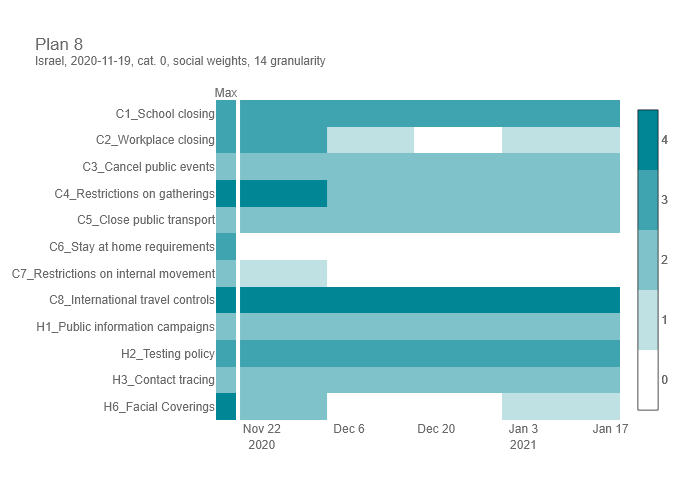 Plan 8
Israel, 2020-11-19, cat. 0, social weights, 14 granularity
Max
C1_School closing
C2_Workplace closing
C3_Cancel public events
C4_Restrictions on gatherings
C5_Close public transport
C6_Stay at home requirements
C7_Restrictions on internal movement
C8_International travel controls
H1_Public information campaigns
H2_Testing policy
H3_Contact tracing
H6_Facial Coverings
Nov 22 Dec 6 Dec 20 Jan 3 Jan 17
2020 2021
4
3
2
1
0